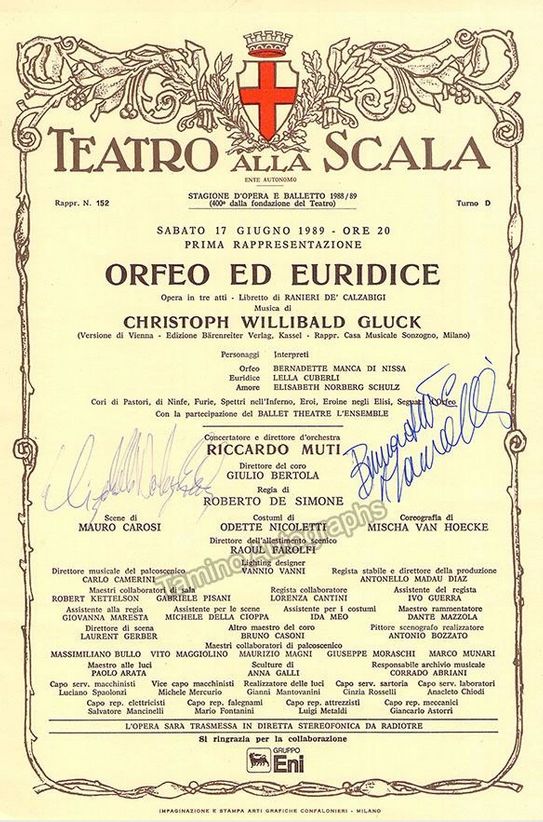 TEATRO ALLA SCALA
ENTE AUTONOMO
STAGIONE D'OPERA E BALLETTO 1988/89
Rappr. N. 152
(400º dalla fondazione del Teatro)
Turno D
SABATO 17 GIUGNO 1989 - ORE 20
PRIMA RAPPRESENTAZIONE
ORFEO ED EURIDICE
Opera in tre atti - Libretto di RANIERI DE' CALZABIGI
Musica di
CHRISTOPH WILLIBALD GLUCK
(Versione di Vienna - Edizione Bärenreiter Verlag, Kassel - Rappr. Casa Musicale Sonzogno, Milano)
Personaggi Interpreti
Orfeo BERNADETTE MANCA DI NISSA
Euridice LELLA CUBERLI
Amore ELISABETH NORBERG SCHULZ
Cori di Pastori, di Ninfe, Furie, Spettri nell'Inferno, Eroi, Eroine negli Elisi, Seguaci d'Orfeo
Con la partecipazione del BALLET THEATRE L'ENSEMBLE
Concertatore e direttore d'orchestra
RICCARDO MUTI
Direttore del coro
GIULIO BERTOLA
Regia di
ROBERTO DE SIMONE
Scene di Costumi di Coreografia di
MAURO CAROSI ODETTE NICOLETTI MISCHA VAN HOECKE
Direttore dell'allestimento scenico
RAOUL FAROLFI
Tamino Autographs
Direttore musicale del palcoscenico Lighting designer Regista stabile e direttore della produzione
CARLO CAMERINI VANNIO VANNI ANTONELLO MADAU DIAZ
Maestri collaboratori di sala Regista collaboratore Assistente del regista
ROBERT KETTELSON GABRIELE PISANI LORENZA CANTINI IVO GUERRA
Assistente alla regia Assistente per le scene Assistente per i costumi Maestro rammentatore
GIOVANNA MARESTA MICHELE DELLA CIOPPA IDA MEO DANTE MAZZOLA
Direttore di scena Altro maestro del coro Pittore scenografo realizzatore
LAURENT GERBER BRUNO CASONI ANTONIO BOZZATO
Maestri collaboratori di palcoscenico
MASSIMILIANO BULLO VITO MAGGIOLINO MAURIZIO MAGNI GIUSEPPE MORASCHI MARCO MUNARI
Maestro alle luci Sculture di Responsabile archivio musicale
PAOLO ARATA ANNA GALLI CORRADO ABRIANI
Capo serv. macchinisti Vice capo macchinisti Realizzatore delle luci Capo serv. sartoria Capo serv. laboratori
Luciano Spaolonzi Michele Mercurio Gianni Mantovanini Cinzia Rosselli Anacleto Chiodi
Capo rep. elettricisti Capo rep. falegnami Capo rep. attrezzisti Capo rep. meccanici
Salvatore Mancinelli Mario Fontanini Luigi Metaldi Giancarlo Astorri
L'OPERA SARA TRASMESSA IN DIRETTA STEREOFONICA DA RADIOTRE
Si ringrazia per la collaborazione
GRUPPO
Eni
IMPAGINAZIONE E STAMPA ARTI GRAFICHE CONFALONIERI - MILANO